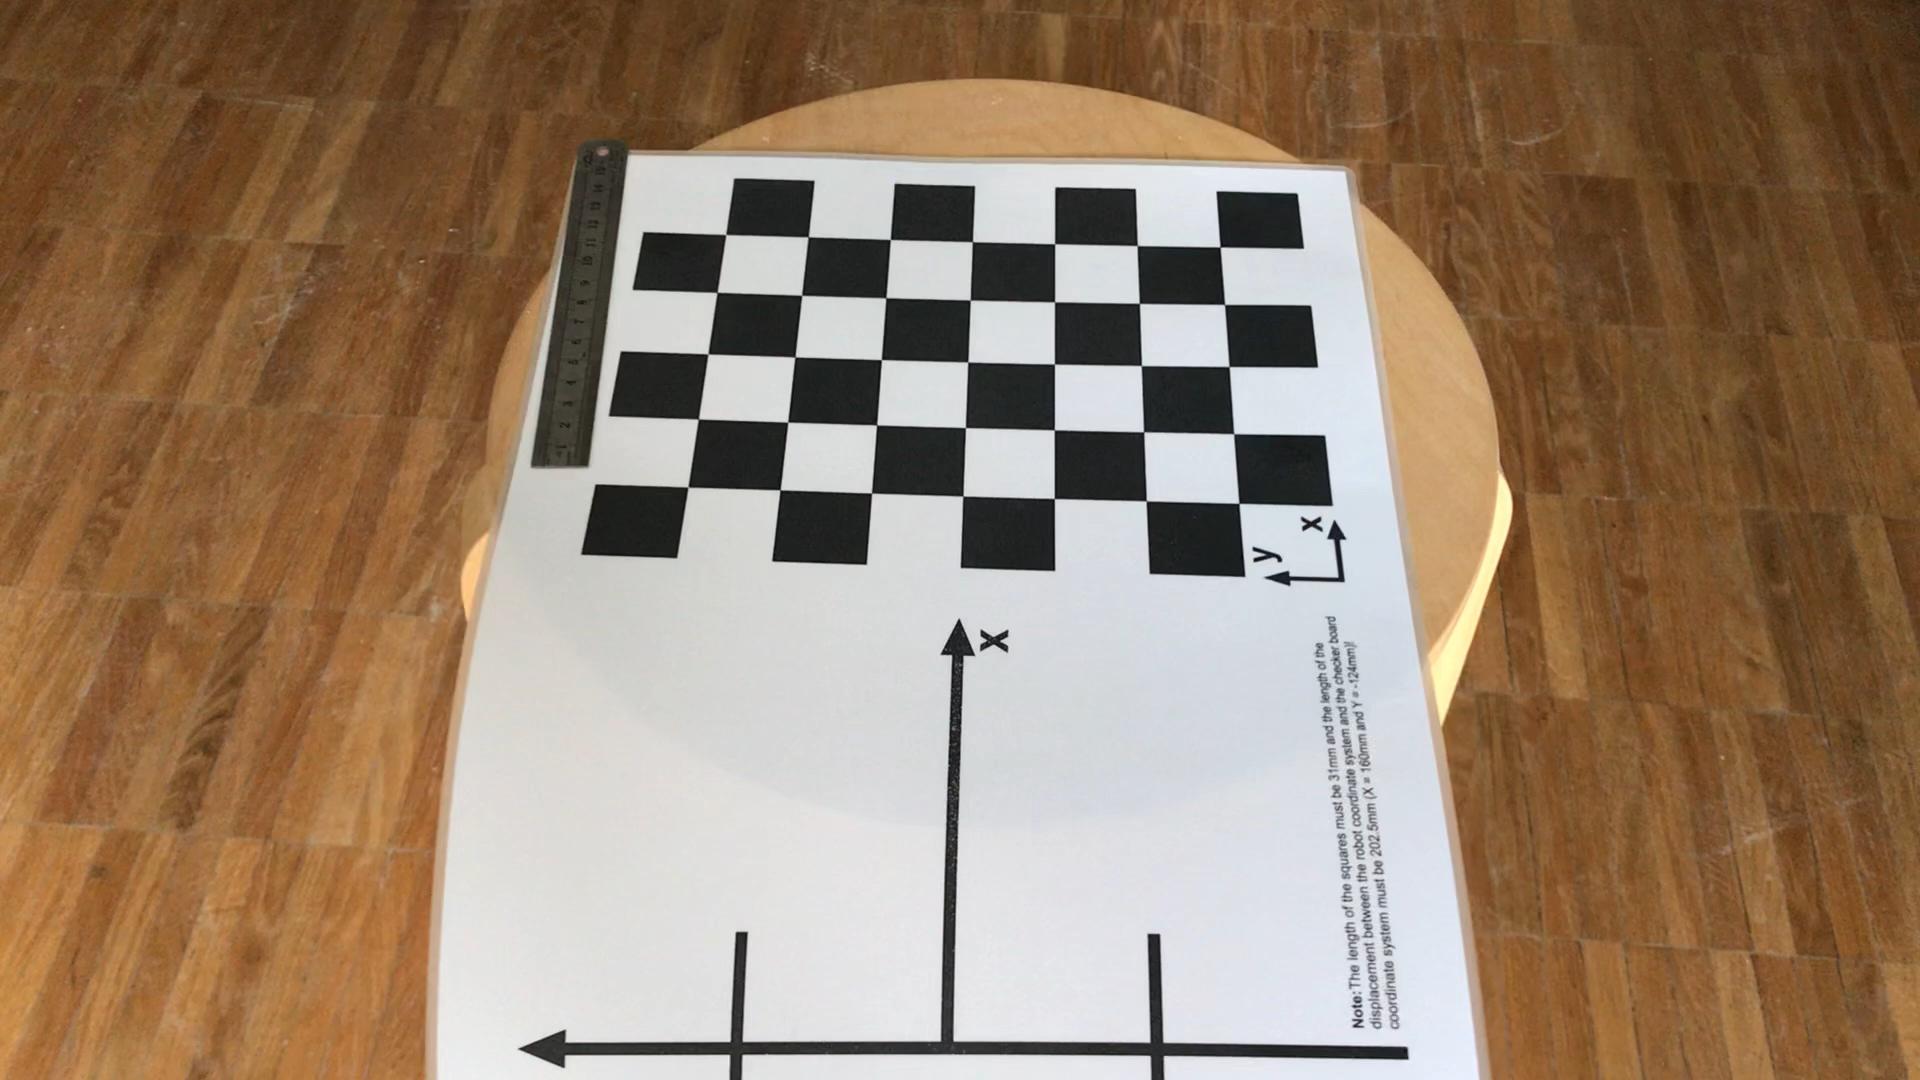 1 2 3 4 5 6 7 8 9 10 11 12 13 14 15
x
y
x
Note: The length of the squares must be 31mm and the length of the
displacement between the robot coordinate system and the checker board
coordinate system must be 202.5mm (X = 160mm and Y = -124mm)!